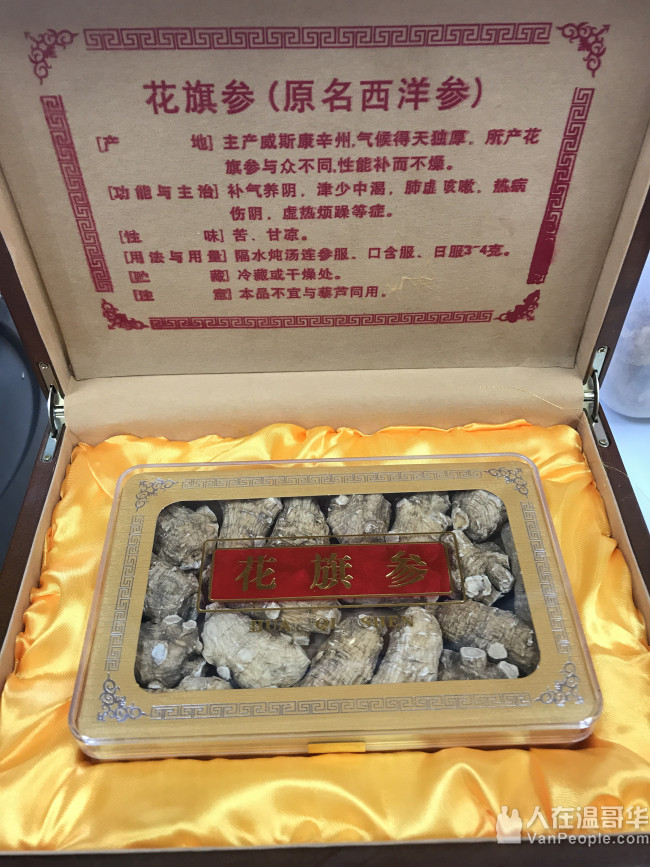 花旗参(原名西洋参)
[产 地] 主产威斯康辛州,气候得天独厚。所产花
旗参与众不同,性能补而不燥。
[功能与主治] 补气养阴、津少中渴,肺虚咳嗽、热病
伤阴、虚热烦躁等症。
[性 味] 苦、甘凉。
[用法与用量] 隔水炖汤连参服、口含服、日服3-4克。
[贮 藏] 冷藏或干燥处。
意] 本品不宜与藜芦同用。
花旗参
HUA QI SHEN
人在温哥华
VanPeople.com